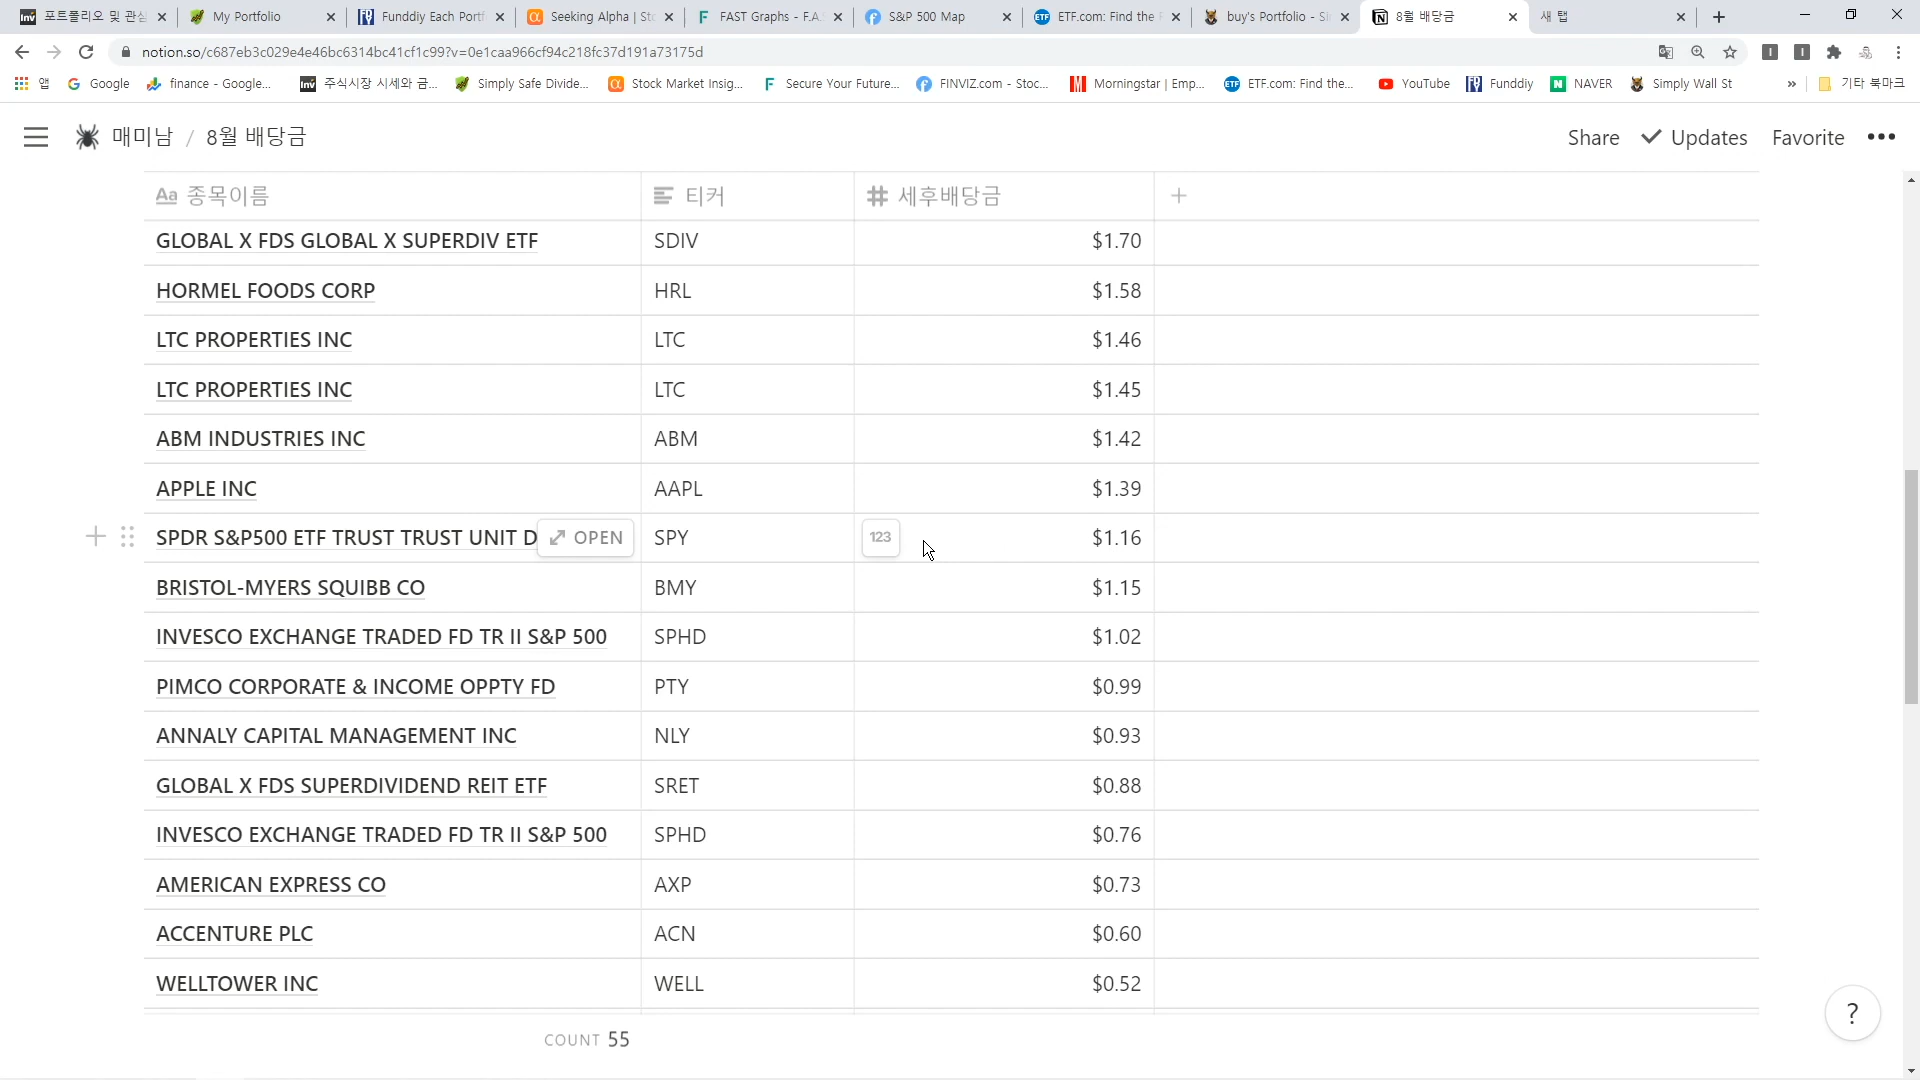 포트폴리오 및 관심
My Portfolio
Funddiy Each Portf
Seeking Alpha | Sto
FAST Graphs - F.A.S
S&P 500 Map
ETF.com: Find the R
buy's Portfolio - Sim
8월 배당금
새 탭
notion.so/c687eb3c029e4e46bc6314bc41cf1c99?v=0e1caa966cf94c218fc37d191a73175d
앱
Google
finance - Google...
주식시장 시세와 금...
Simply Safe Divide...
Stock Market Insig...
Secure Your Future...
FINVIZ.com - Stoc...
Morningstar | Emp...
ETF.com: Find the...
YouTube
Funddiy
NAVER
Simply Wall St
»
기타 북마크
매미남 / 8월 배당금
Share
Updates
Favorite
Aa 종목이름 티커 # 세후배당금 +
GLOBAL X FDS GLOBAL X SUPERDIV ETF SDIV $1.70
HORMEL FOODS CORP HRL $1.58
LTC PROPERTIES INC LTC $1.46
LTC PROPERTIES INC LTC $1.45
ABM INDUSTRIES INC ABM $1.42
APPLE INC AAPL $1.39
SPDR S&P500 ETF TRUST TRUST UNIT D OPEN SPY 123 $1.16
BRISTOL-MYERS SQUIBB CO BMY $1.15
INVESCO EXCHANGE TRADED FD TR II S&P 500 SPHD $1.02
PIMCO CORPORATE & INCOME OPPTY FD PTY $0.99
ANNALY CAPITAL MANAGEMENT INC NLY $0.93
GLOBAL X FDS SUPERDIVIDEND REIT ETF SRET $0.88
INVESCO EXCHANGE TRADED FD TR II S&P 500 SPHD $0.76
AMERICAN EXPRESS CO AXP $0.73
ACCENTURE PLC ACN $0.60
WELLTOWER INC WELL $0.52
COUNT 55
?